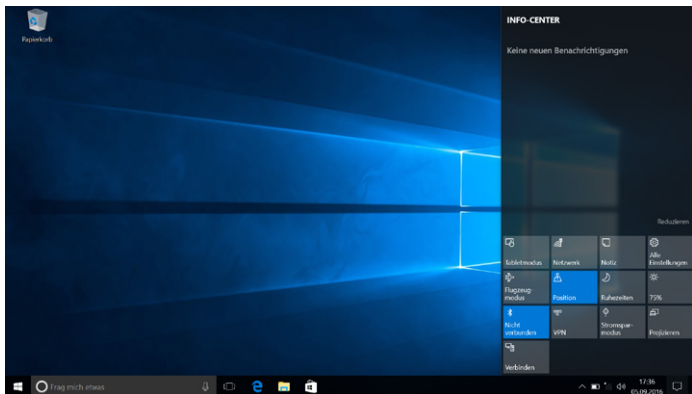 Papierkorb
INFO-CENTER
Keine neuen Benachrichtigungen
Reduzieren
Tabletmodus
Netzwerk
Notiz
Alle
Einstellungen
Flugzeug-
modus
Position
Ruhezeiten
75%
Nicht
verbunden
VPN
Stromspar-
modus
Projizieren
Verbinden
Frag mich etwas
17:36
05.09.2016